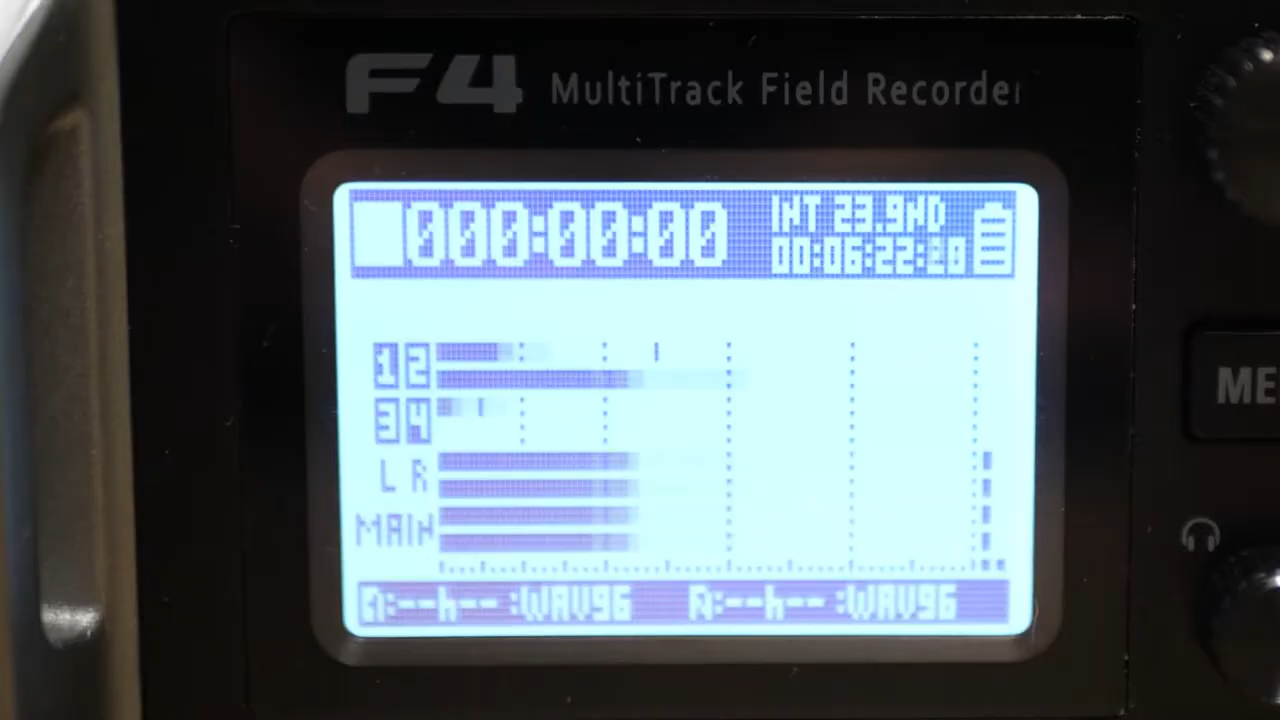 F4 MultiTrack Field Recorder
000:00:00
INT 23.9ND
00:06:22:20
1 2
3 4
L R
MAIN
ME
:--h-- :WAV96 :--h-- :WAV96